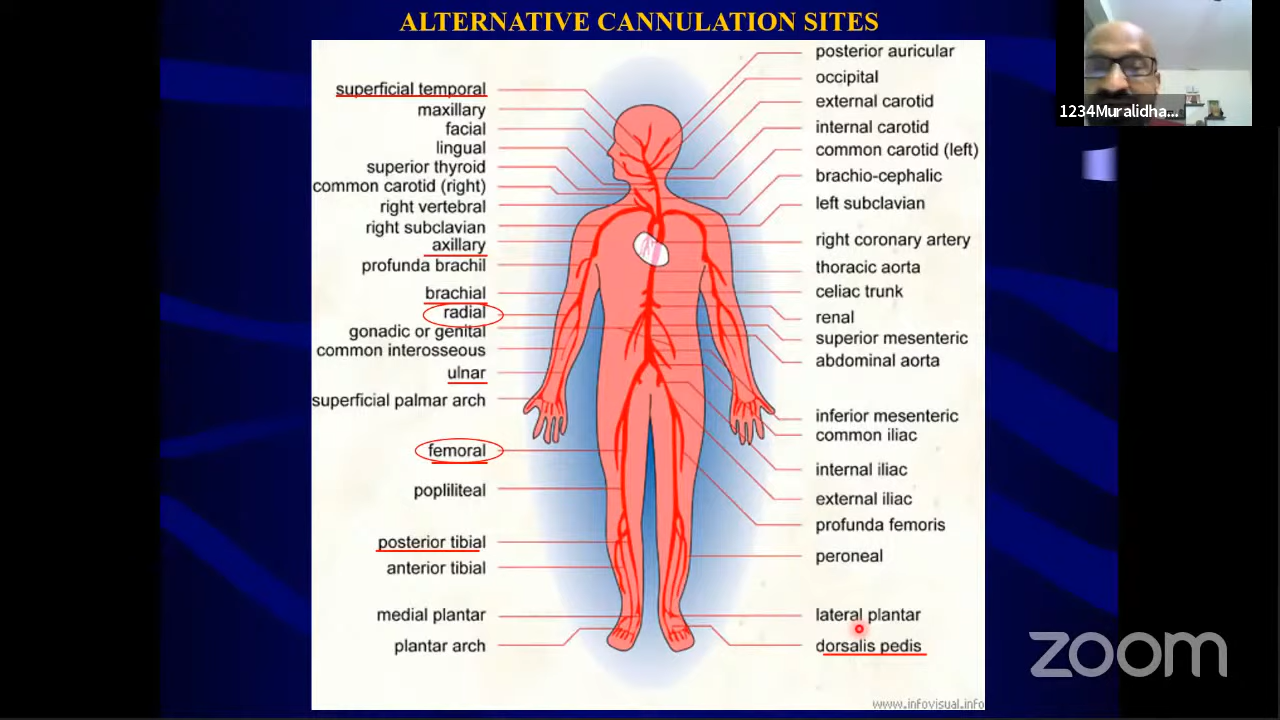 ALTERNATIVE CANNULATION SITES
1234Muralidha...
superficial temporal
maxillary
facial
lingual
superior thyroid
common carotid (right)
right vertebral
right subclavian
axillary
profunda brachil
brachial
radial
gonadic or genital
common interosseous
ulnar
superficial palmar arch
femoral
popliliteal
posterior tibial
anterior tibial
medial plantar
plantar arch
posterior auricular
occipital
external carotid
internal carotid
common carotid (left)
brachio-cephalic
left subclavian
right coronary artery
thoracic aorta
celiac trunk
renal
superior mesenteric
abdominal aorta
inferior mesenteric
common iliac
internal iliac
external iliac
profunda femoris
peroneal
lateral plantar
dorsalis pedis
zoom
www.infovisual.info